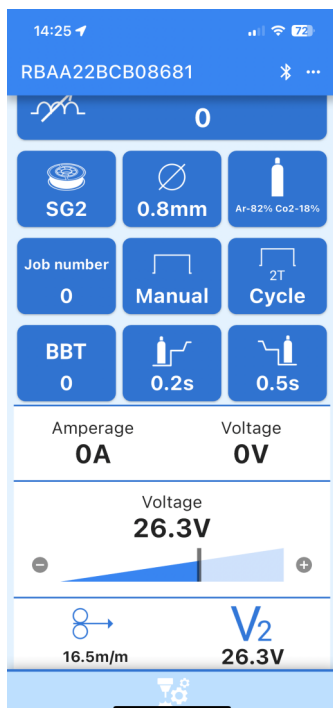 14:25
72
RBAA22BCB08681
0
SG2
0.8mm
Ar-82% Co2-18%
Job number
0
Manual
2T
Cycle
BBT
0
0.2s
0.5s
Amperage
0A
Voltage
0V
Voltage
26.3V
16.5m/m
V2
26.3V